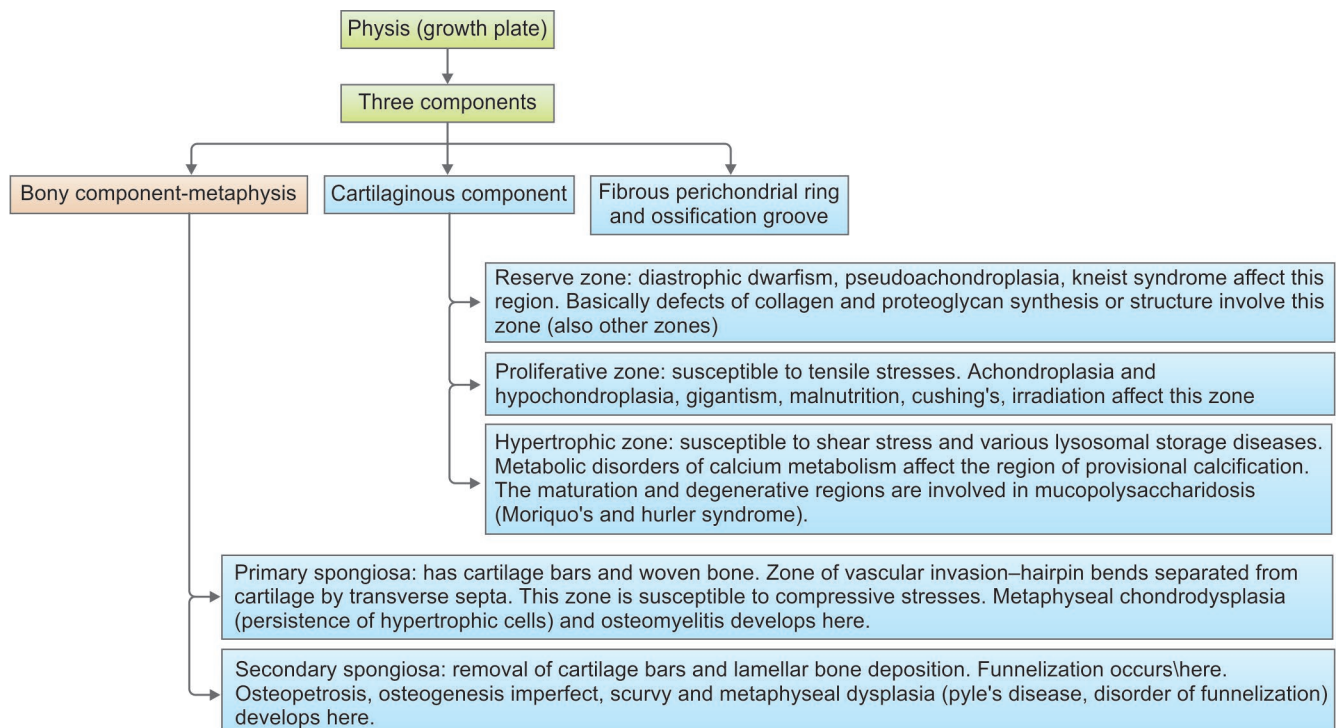 Physis (growth plate)
Three components
Bony component-metaphysis
Cartilaginous component
Fibrous perichondrial ring
and ossification groove
Reserve zone: diastrophic dwarfism, pseudoachondroplasia, kneist syndrome affect this
region. Basically defects of collagen and proteoglycan synthesis or structure involve this
zone (also other zones)
Proliferative zone: susceptible to tensile stresses. Achondroplasia and
hypochondroplasia, gigantism, malnutrition, cushing's, irradiation affect this zone
Hypertrophic zone: susceptible to shear stress and various lysosomal storage diseases.
Metabolic disorders of calcium metabolism affect the region of provisional calcification.
The maturation and degenerative regions are involved in mucopolysaccharidosis
(Moriquo's and hurler syndrome).
Primary spongiosa: has cartilage bars and woven bone. Zone of vascular invasion–hairpin bends separated from
cartilage by transverse septa. This zone is susceptible to compressive stresses. Metaphyseal chondrodysplasia
(persistence of hypertrophic cells) and osteomyelitis develops here.
Secondary spongiosa: removal of cartilage bars and lamellar bone deposition. Funnelization occurs\here.
Osteopetrosis, osteogenesis imperfect, scurvy and metaphyseal dysplasia (pyle's disease, disorder of funnelization)
develops here.